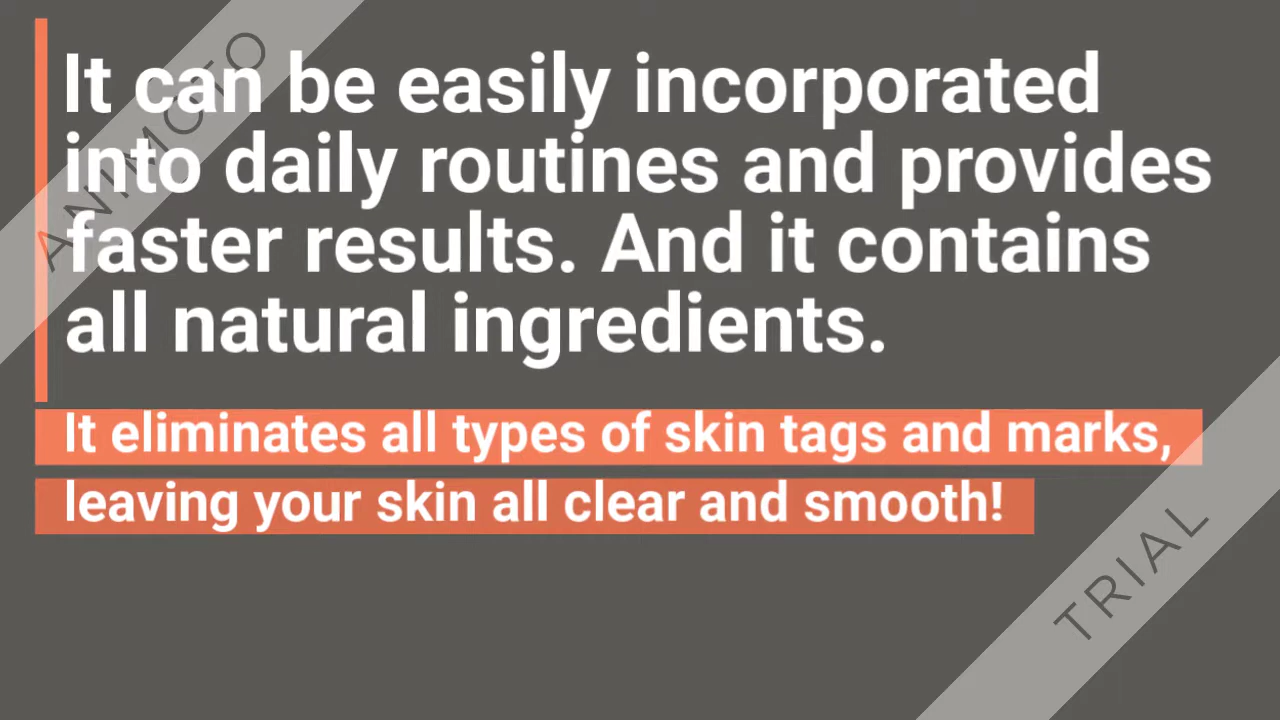 It can be easily incorporated
into daily routines and provides
faster results. And it contains
all natural ingredients.
It eliminates all types of skin tags and marks,
leaving your skin all clear and smooth!
ANIMOTO
TRIAL